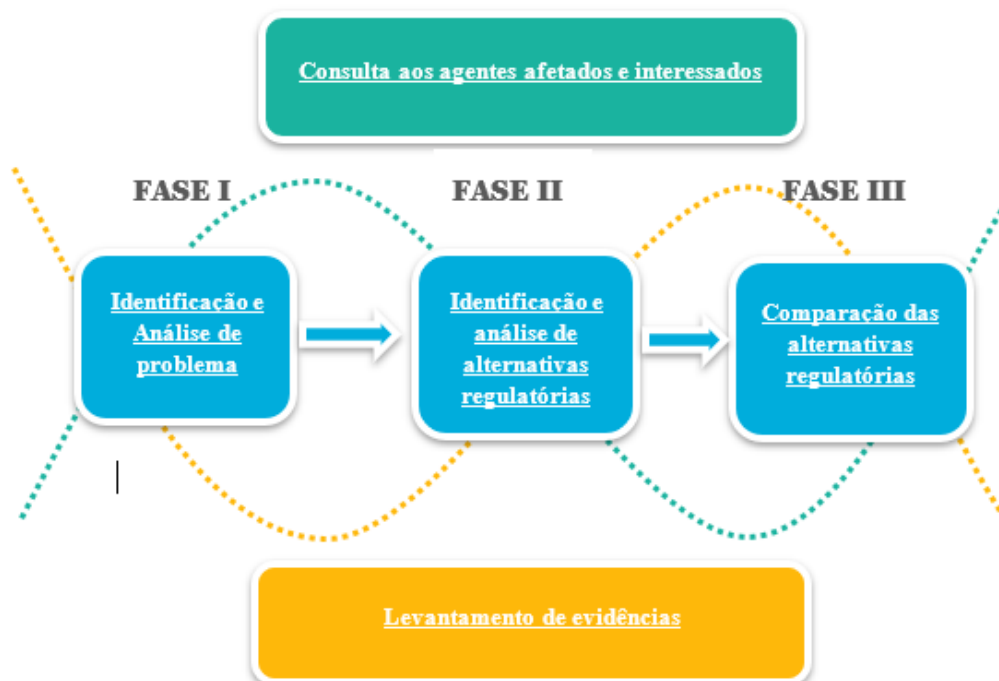 Consulta aos agentes afetados e interessados
FASE I
FASE II
FASE III
Identificação e
Análise de
problema
Identificação e
análise de
alternativas
regulatórias
Comparação das
alternativas
regulatórias
Levantamento de evidências